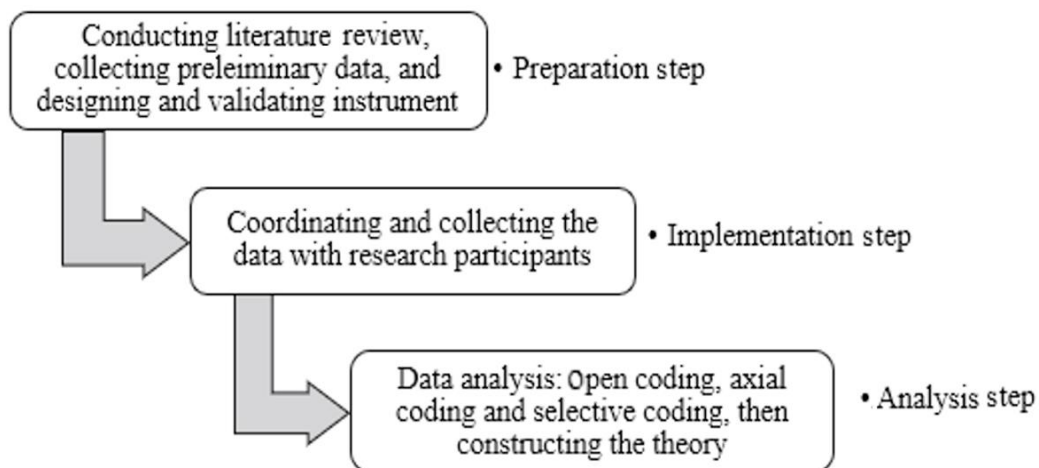 Conducting literature review,
collecting preleiminary data, and
designing and validating instrument
• Preparation step
Coordinating and collecting the
data with research participants
• Implementation step
Data analysis: Open coding, axial
coding and selective coding, then
constructing the theory
• Analysis step